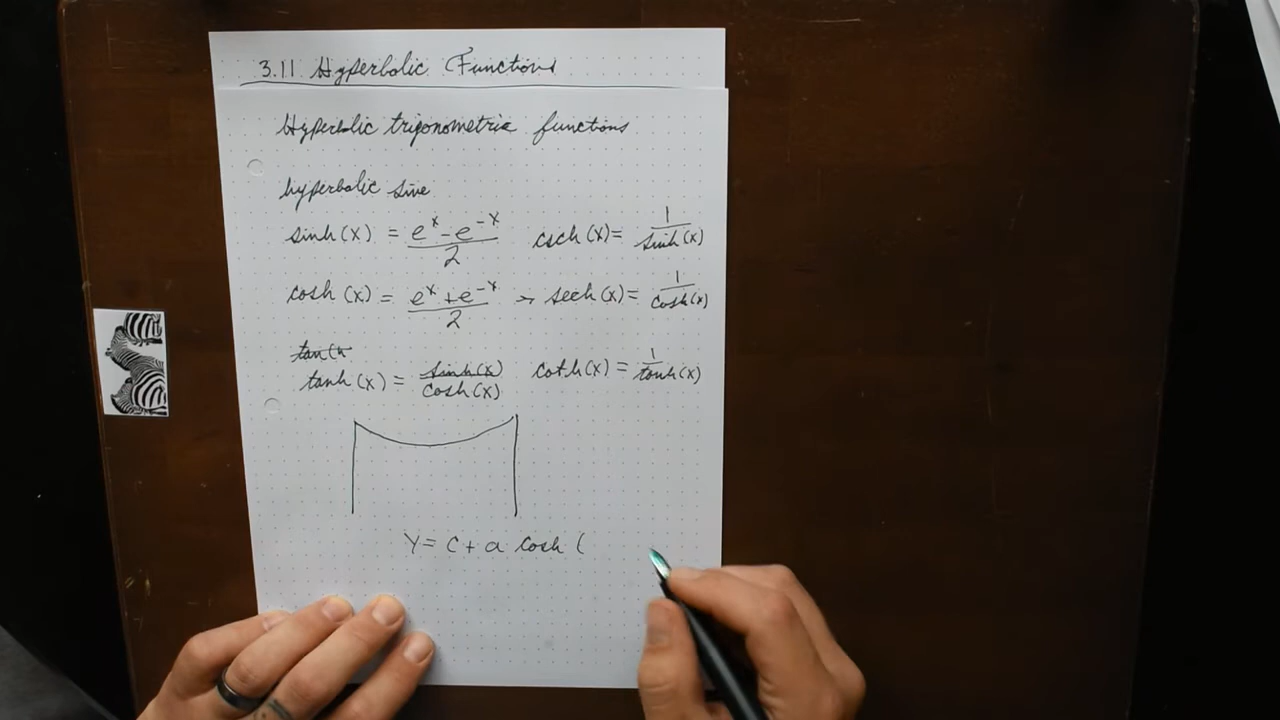 3.11 Hyperbolic Functions
Hyperbolic trigonometric functions
hyperbolic sine
sinh(x) = (e^x - e^-x)/2 csch(x) = 1/sinh(x)
cosh(x) = (e^x + e^-x)/2 → sech(x) = 1/cosh(x)
tan(x
tanh(x) = sinh(x)/cosh(x) coth(x) = 1/tanh(x)
y = c + a cosh (